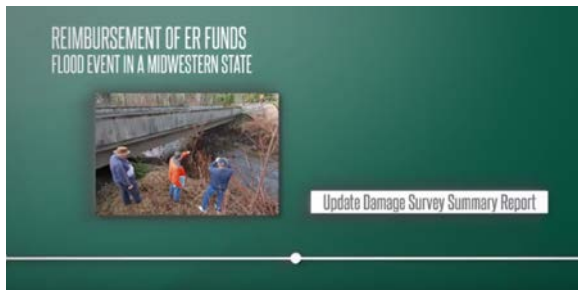 REIMBURSEMENT OF ER FUNDS
FLOOD EVENT IN A MIDWESTERN STATE
Update Damage Survey Summary Report